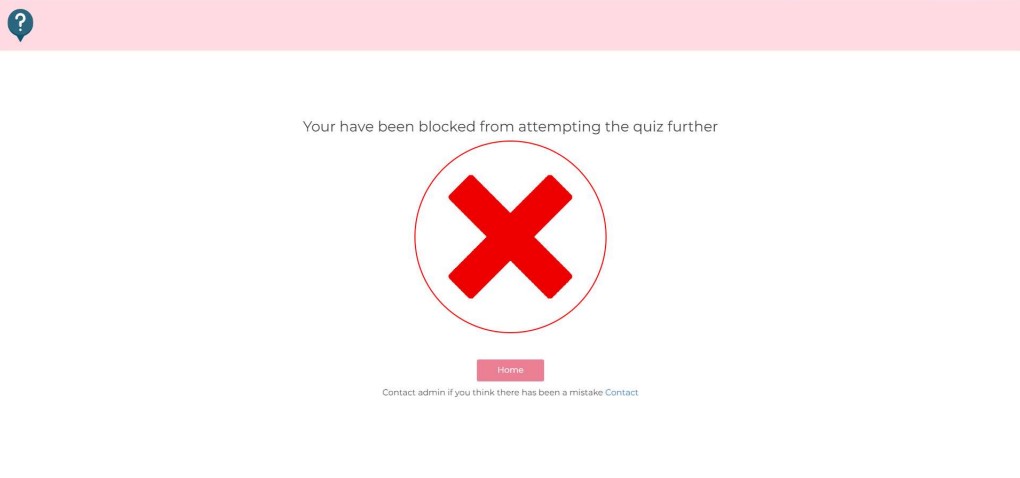 ?
Your have been blocked from attempting the quiz further
Home
Contact admin if you think there has been a mistake Contact